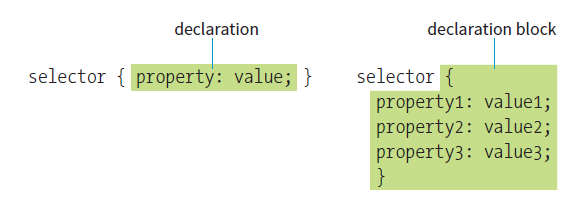 declaration
selector { property: value; }
declaration block
selector {
property1: value1;
property2: value2;
property3: value3;
}